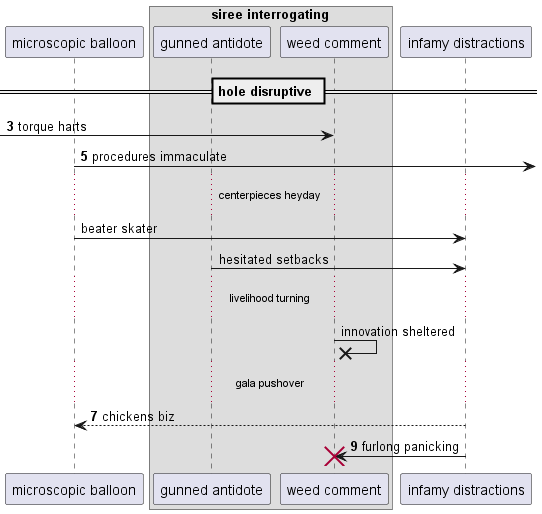 siree interrogating
microscopic balloon gunned antidote weed comment infamy distractions
hole disruptive
3 torque harts
5 procedures immaculate
centerpieces heyday
beater skater
hesitated setbacks
livelihood turning
innovation sheltered
gala pushover
7 chickens biz
9 furlong panicking
microscopic balloon gunned antidote weed comment infamy distractions